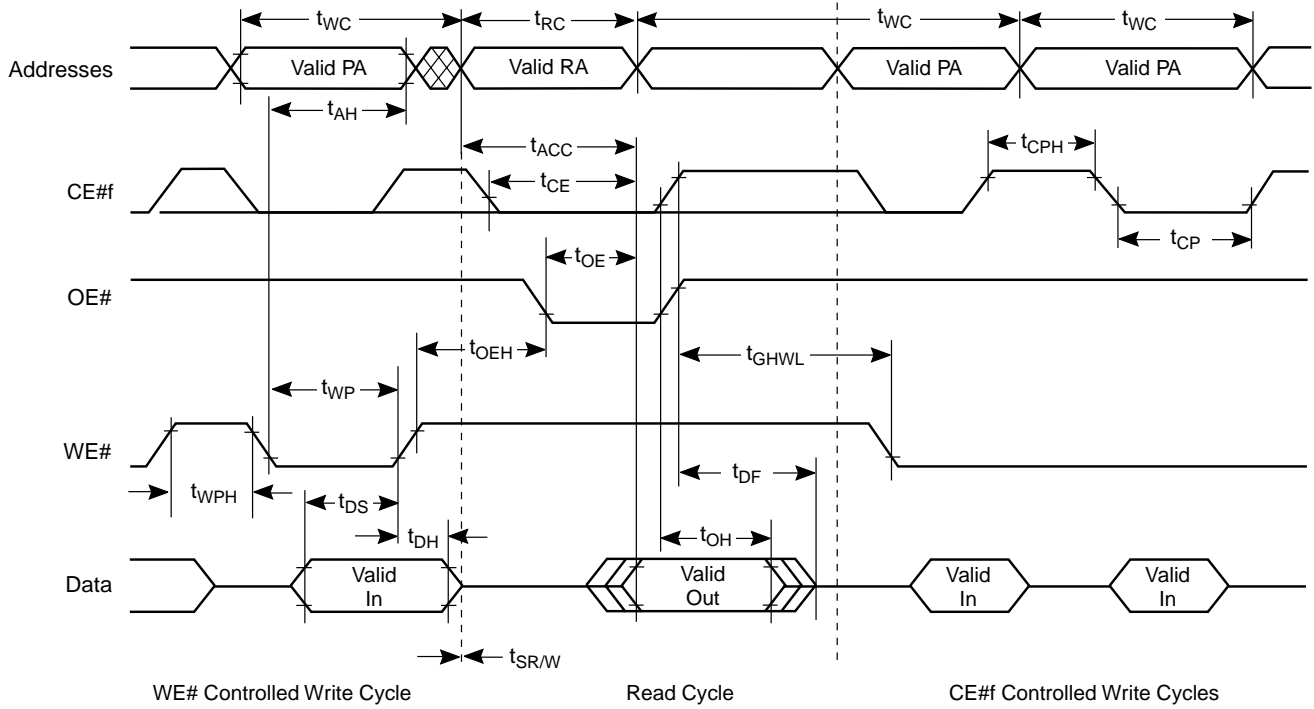 tWC tRC tWC tWC
Addresses Valid PA Valid RA Valid PA Valid PA
tAH
tACC tCPH
CE#f tCE
tCP
tOE
OE#
tOEH tGHWL
tWP
WE#
tDF
tWPH tDS
tDH tOH
Data Valid In Valid Out Valid In Valid In
tSR/W
WE# Controlled Write Cycle Read Cycle CE#f Controlled Write Cycles